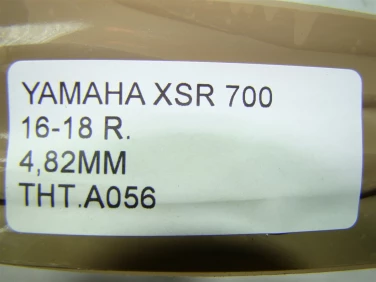 YAMAHA XSR 700
16-18 R.
4,82MM
THT.A056